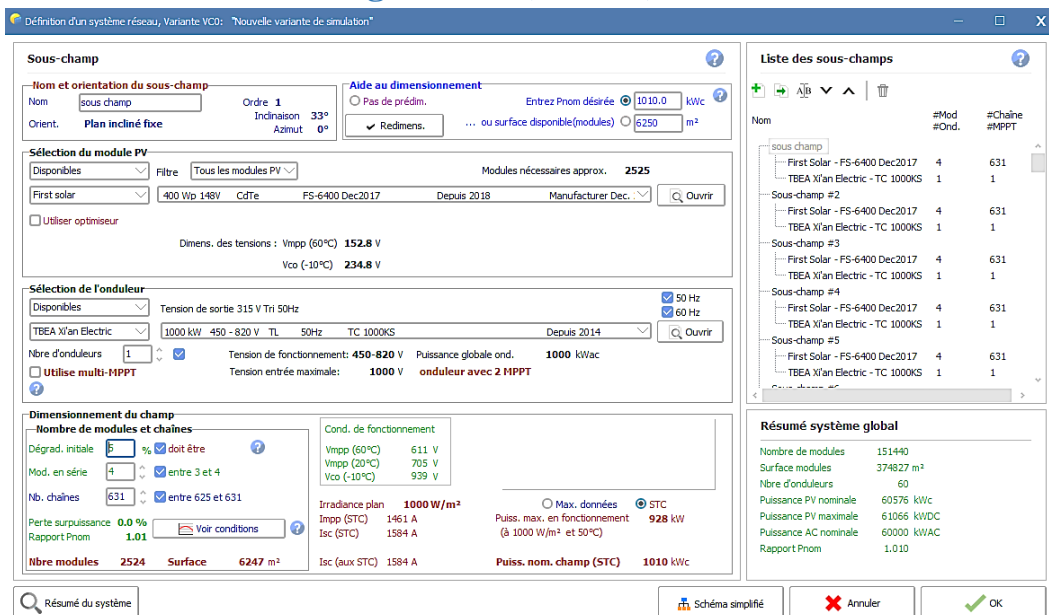 Définition d'un système réseau, Variante VC0: "Nouvelle variante de simulation"
Sous-champ
Nom et orientation du sous-champ
Nom sous champ Ordre 1
Inclinaison 33°
Orient. Plan incliné fixe Azimut 0°
Aide au dimensionnement
Pas de prédim. Entrez Pnom désirée 1010.0 kWc
Redimens. ... ou surface disponible(modules) 6250 m²
Sélection du module PV
Disponibles Filtre Tous les modules PV Modules nécessaires approx. 2525
First solar 400 Wp 148V CdTe FS-6400 Dec2017 Depuis 2018 Manufacturer Dec. Ouvrir
Utiliser optimiseur
Dimens. des tensions : Vmpp (60°C) 152.8 V
Vco (-10°C) 234.8 V
Sélection de l'onduleur
Disponibles Tension de sortie 315 V Tri 50Hz 50 Hz
60 Hz
TBEA Xi'an Electric 1000 kW 450 - 820 V TL 50Hz TC 1000KS Depuis 2014 Ouvrir
Nbre d'onduleurs 1 Tension de fonctionnement: 450-820 V Puissance globale ond. 1000 kWac
Utilise multi-MPPT Tension entrée maximale: 1000 V onduleur avec 2 MPPT
Dimensionnement du champ
Nombre de modules et chaînes
Dégrad. initiale 5 % doit être
Mod. en série 4 entre 3 et 4
Nb. chaînes 631 entre 625 et 631
Perte surpuissance 0.0 % Voir conditions
Rapport Pnom 1.01
Nbre modules 2524 Surface 6247 m²
Cond. de fonctionnement
Vmpp (60°C) 611 V
Vmpp (20°C) 705 V
Vco (-10°C) 939 V
Irradiance plan 1000 W/m² Max. données STC
Impp (STC) 1461 A Puiss. max. en fonctionnement 928 kW
Isc (STC) 1584 A (à 1000 W/m² et 50°C)
Isc (aux STC) 1584 A Puiss. nom. champ (STC) 1010 kWc
Liste des sous-champs
Nom #Mod #Chaîne
#Ond. #MPPT
sous champ
First Solar - FS-6400 Dec2017 4 631
TBEA Xi'an Electric - TC 1000KS 1 1
Sous-champ #2
First Solar - FS-6400 Dec2017 4 631
TBEA Xi'an Electric - TC 1000KS 1 1
Sous-champ #3
First Solar - FS-6400 Dec2017 4 631
TBEA Xi'an Electric - TC 1000KS 1 1
Sous-champ #4
First Solar - FS-6400 Dec2017 4 631
TBEA Xi'an Electric - TC 1000KS 1 1
Sous-champ #5
First Solar - FS-6400 Dec2017 4 631
TBEA Xi'an Electric - TC 1000KS 1 1
Résumé système global
Nombre de modules 151440
Surface modules 374827 m²
Nbre d'onduleurs 60
Puissance PV nominale 60576 kWc
Puissance PV maximale 61066 kWDC
Puissance AC nominale 60000 kWAC
Rapport Pnom 1.010
Résumé du système Schéma simplifié Annuler OK